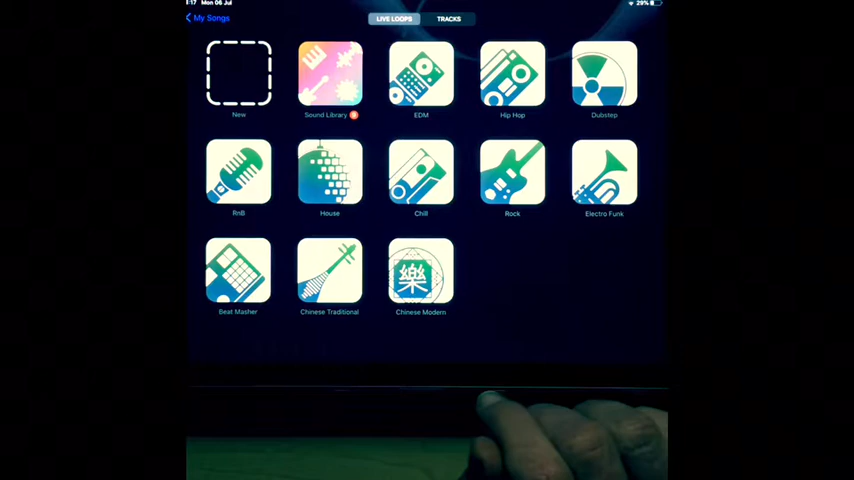 1:17 Mon 06 Jul
29%
My Songs
LIVE LOOPS
TRACKS
New
Sound Library
EDM
Hip Hop
Dubstep
RnB
House
Chill
Rock
Electro Funk
樂
Beat Masher
Chinese Traditional
Chinese Modern